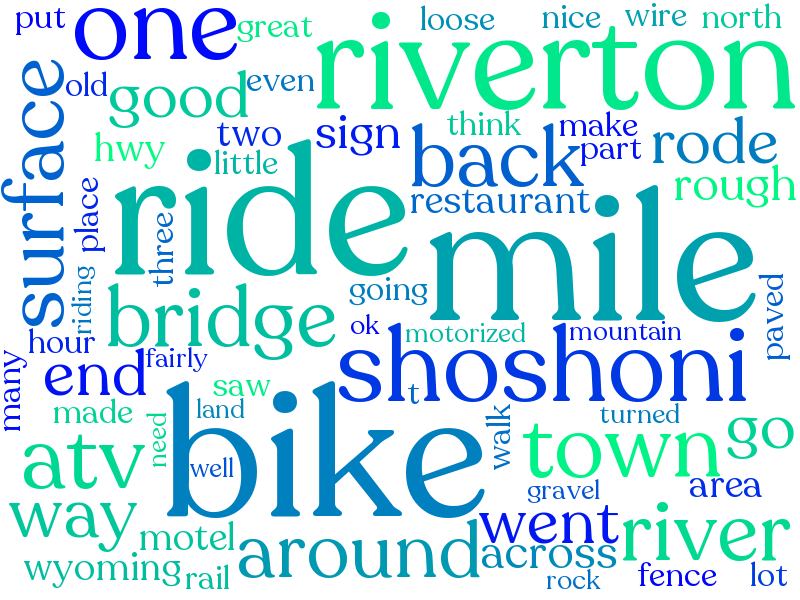 put
one
great
loose
nice
wire
north
riverton
old
good
even
surface
hwy
two
sign
think
make
back
part
rode
little
ride
restaurant
rough
place
three
mile
riding
bridge
going
paved
ok
motorized
mountain
hour
fairly
shoshoni
many
end
saw
t
made
land
bike
need
walk
turned
town
go
atv
well
gravel
area
way
motel
around
went
across
river
wyoming
rail
rock
fence
lot